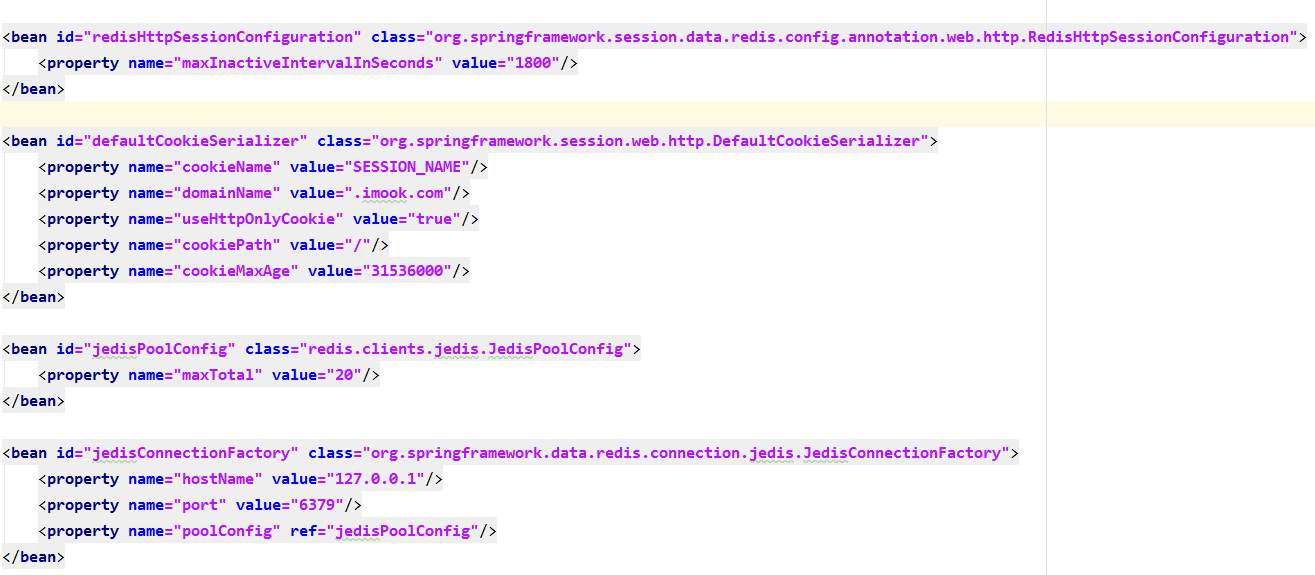 <bean id="redisHttpSessionConfiguration" class="org.springframework.session.data.redis.config.annotation.web.http.RedisHttpSessionConfiguration">
<property name="maxInactiveIntervalInSeconds" value="1800"/>
</bean>
<bean id="defaultCookieSerializer" class="org.springframework.session.web.http.DefaultCookieSerializer">
<property name="cookieName" value="SESSION_NAME"/>
<property name="domainName" value=".imook.com"/>
<property name="useHttpOnlyCookie" value="true"/>
<property name="cookiePath" value="/"/>
<property name="cookieMaxAge" value="31536000"/>
</bean>
<bean id="jedisPoolConfig" class="redis.clients.jedis.JedisPoolConfig">
<property name="maxTotal" value="20"/>
</bean>
<bean id="jedisConnectionFactory" class="org.springframework.data.redis.connection.jedis.JedisConnectionFactory">
<property name="hostName" value="127.0.0.1"/>
<property name="port" value="6379"/>
<property name="poolConfig" ref="jedisPoolConfig"/>
</bean>